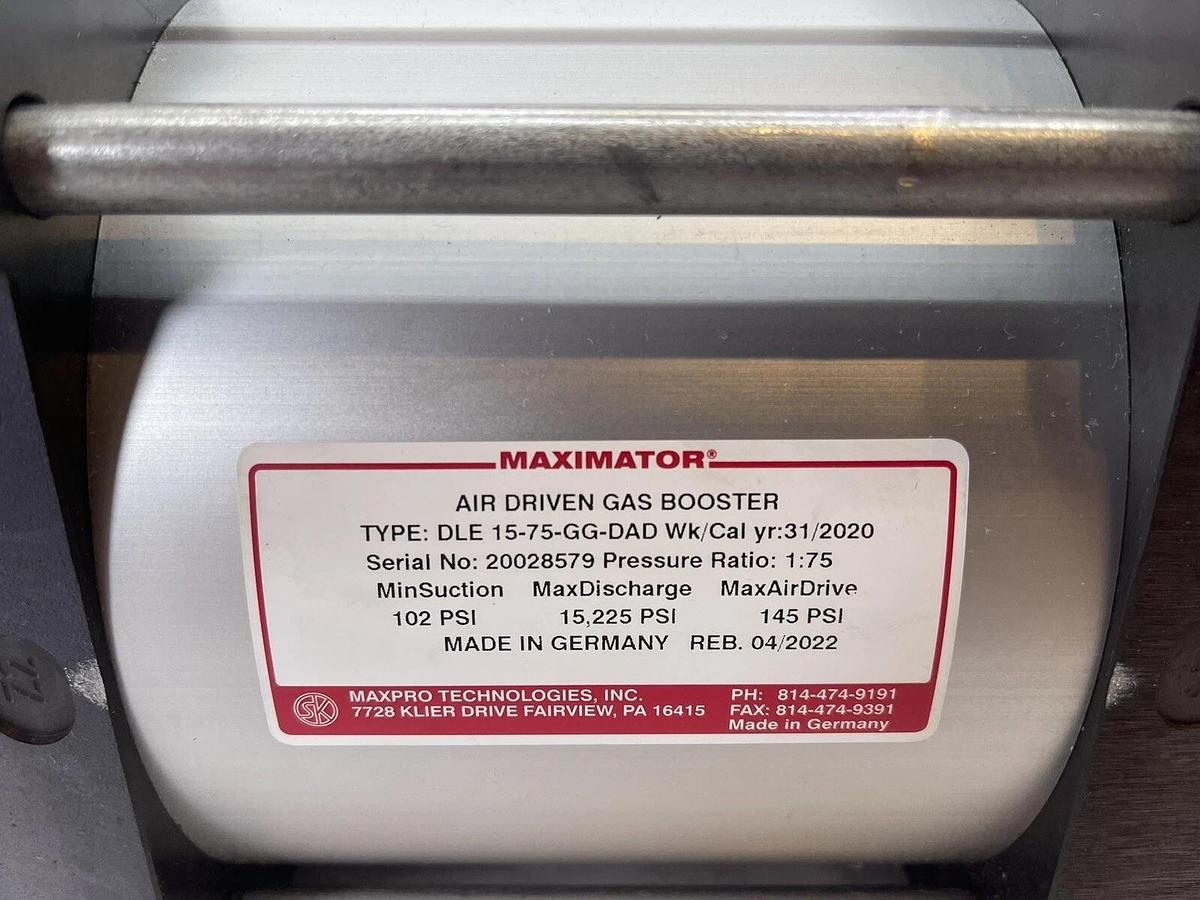 MAXIMATOR®
AIR DRIVEN GAS BOOSTER
TYPE: DLE 15-75-GG-DAD Wk/Cal yr:31/2020
Serial No: 20028579 Pressure Ratio: 1:75
MinSuction MaxDischarge MaxAirDrive
102 PSI 15,225 PSI 145 PSI
MADE IN GERMANY REB. 04/2022
SK MAXPRO TECHNOLOGIES, INC. PH: 814-474-9191
7728 KLIER DRIVE FAIRVIEW, PA 16415 FAX: 814-474-9391
Made in Germany